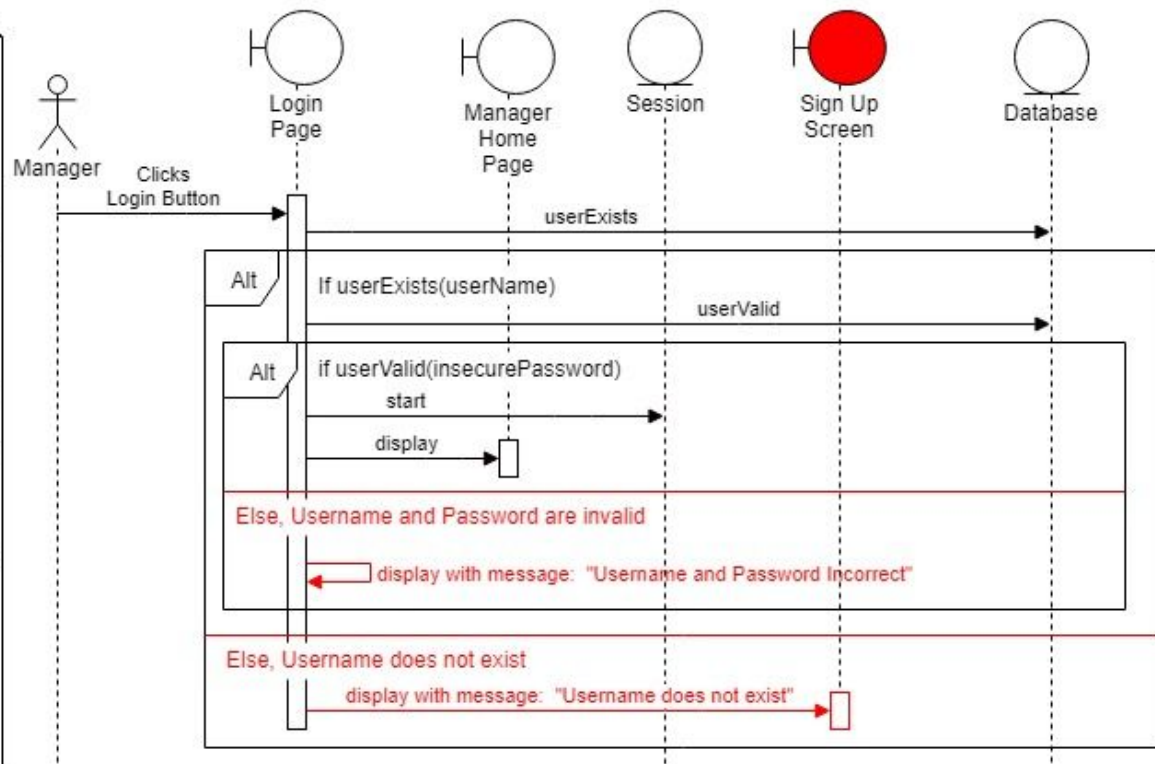 Login
Page
Manager
Home
Page
Session
Sign Up
Screen
Database
Manager
Clicks
Login Button
userExists
Alt
If userExists(userName)
userValid
Alt
if userValid(insecurePassword)
start
display
Else, Username and Password are invalid
display with message: "Username and Password Incorrect"
Else, Username does not exist
display with message: "Username does not exist"